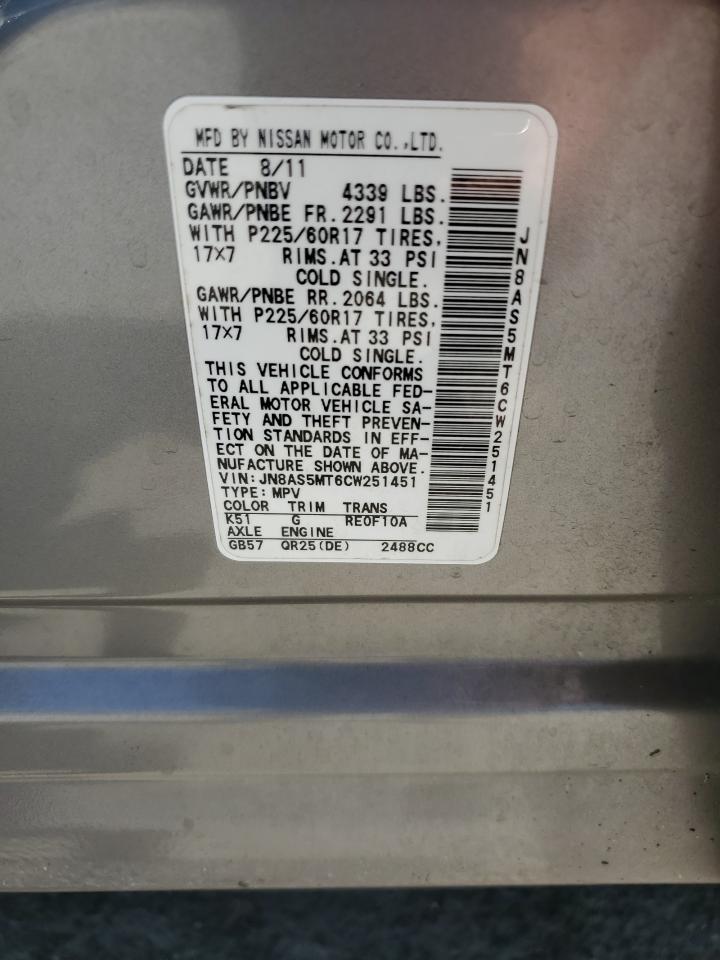 MFD BY NISSAN MOTOR CO.,LTD.
DATE 8/11
GVWR/PNBV 4339 LBS.
GAWR/PNBE FR. 2291 LBS.
WITH P225/60R17 TIRES,
17X7 RIMS.AT 33 PSI
COLD SINGLE.
GAWR/PNBE RR. 2064 LBS.
WITH P225/60R17 TIRES,
17X7 RIMS.AT 33 PSI
COLD SINGLE.
THIS VEHICLE CONFORMS
TO ALL APPLICABLE FED-
ERAL MOTOR VEHICLE SA-
FETY AND THEFT PREVEN-
TION STANDARDS IN EFF-
ECT ON THE DATE OF MA-
NUFACTURE SHOWN ABOVE.
VIN: JN8AS5MT6CW251451
TYPE: MPV
COLOR TRIM TRANS
K51 G RE0F10A
AXLE ENGINE
GB57 QR25(DE) 2488CC
JN8AS5MT6CW251451